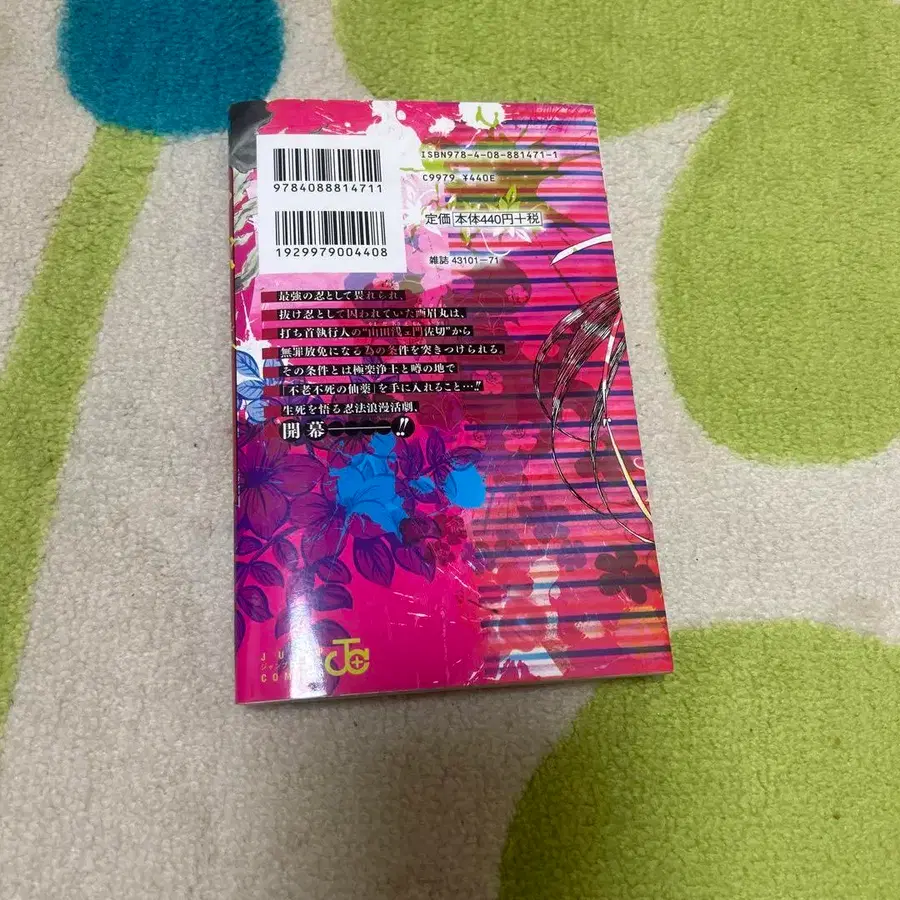 9784088814711
1929979004408
ISBN978-4-08-881471-1
C9979 ¥440E
定価 本体440円+税
雑誌 43101-71
最強の忍として畏れられ、
抜け忍として囚われていた画眉丸は、
打ち首執行人の“山田浅ェ門佐切”から
無罪放免になる為の条件を突きつけられる。
その条件とは極楽浄土と噂の地で
「不老不死の仙薬」を手に入れること…!!
生死を悟る忍法浪漫活劇、
開幕――!!
JUMP
COMICS
JC+